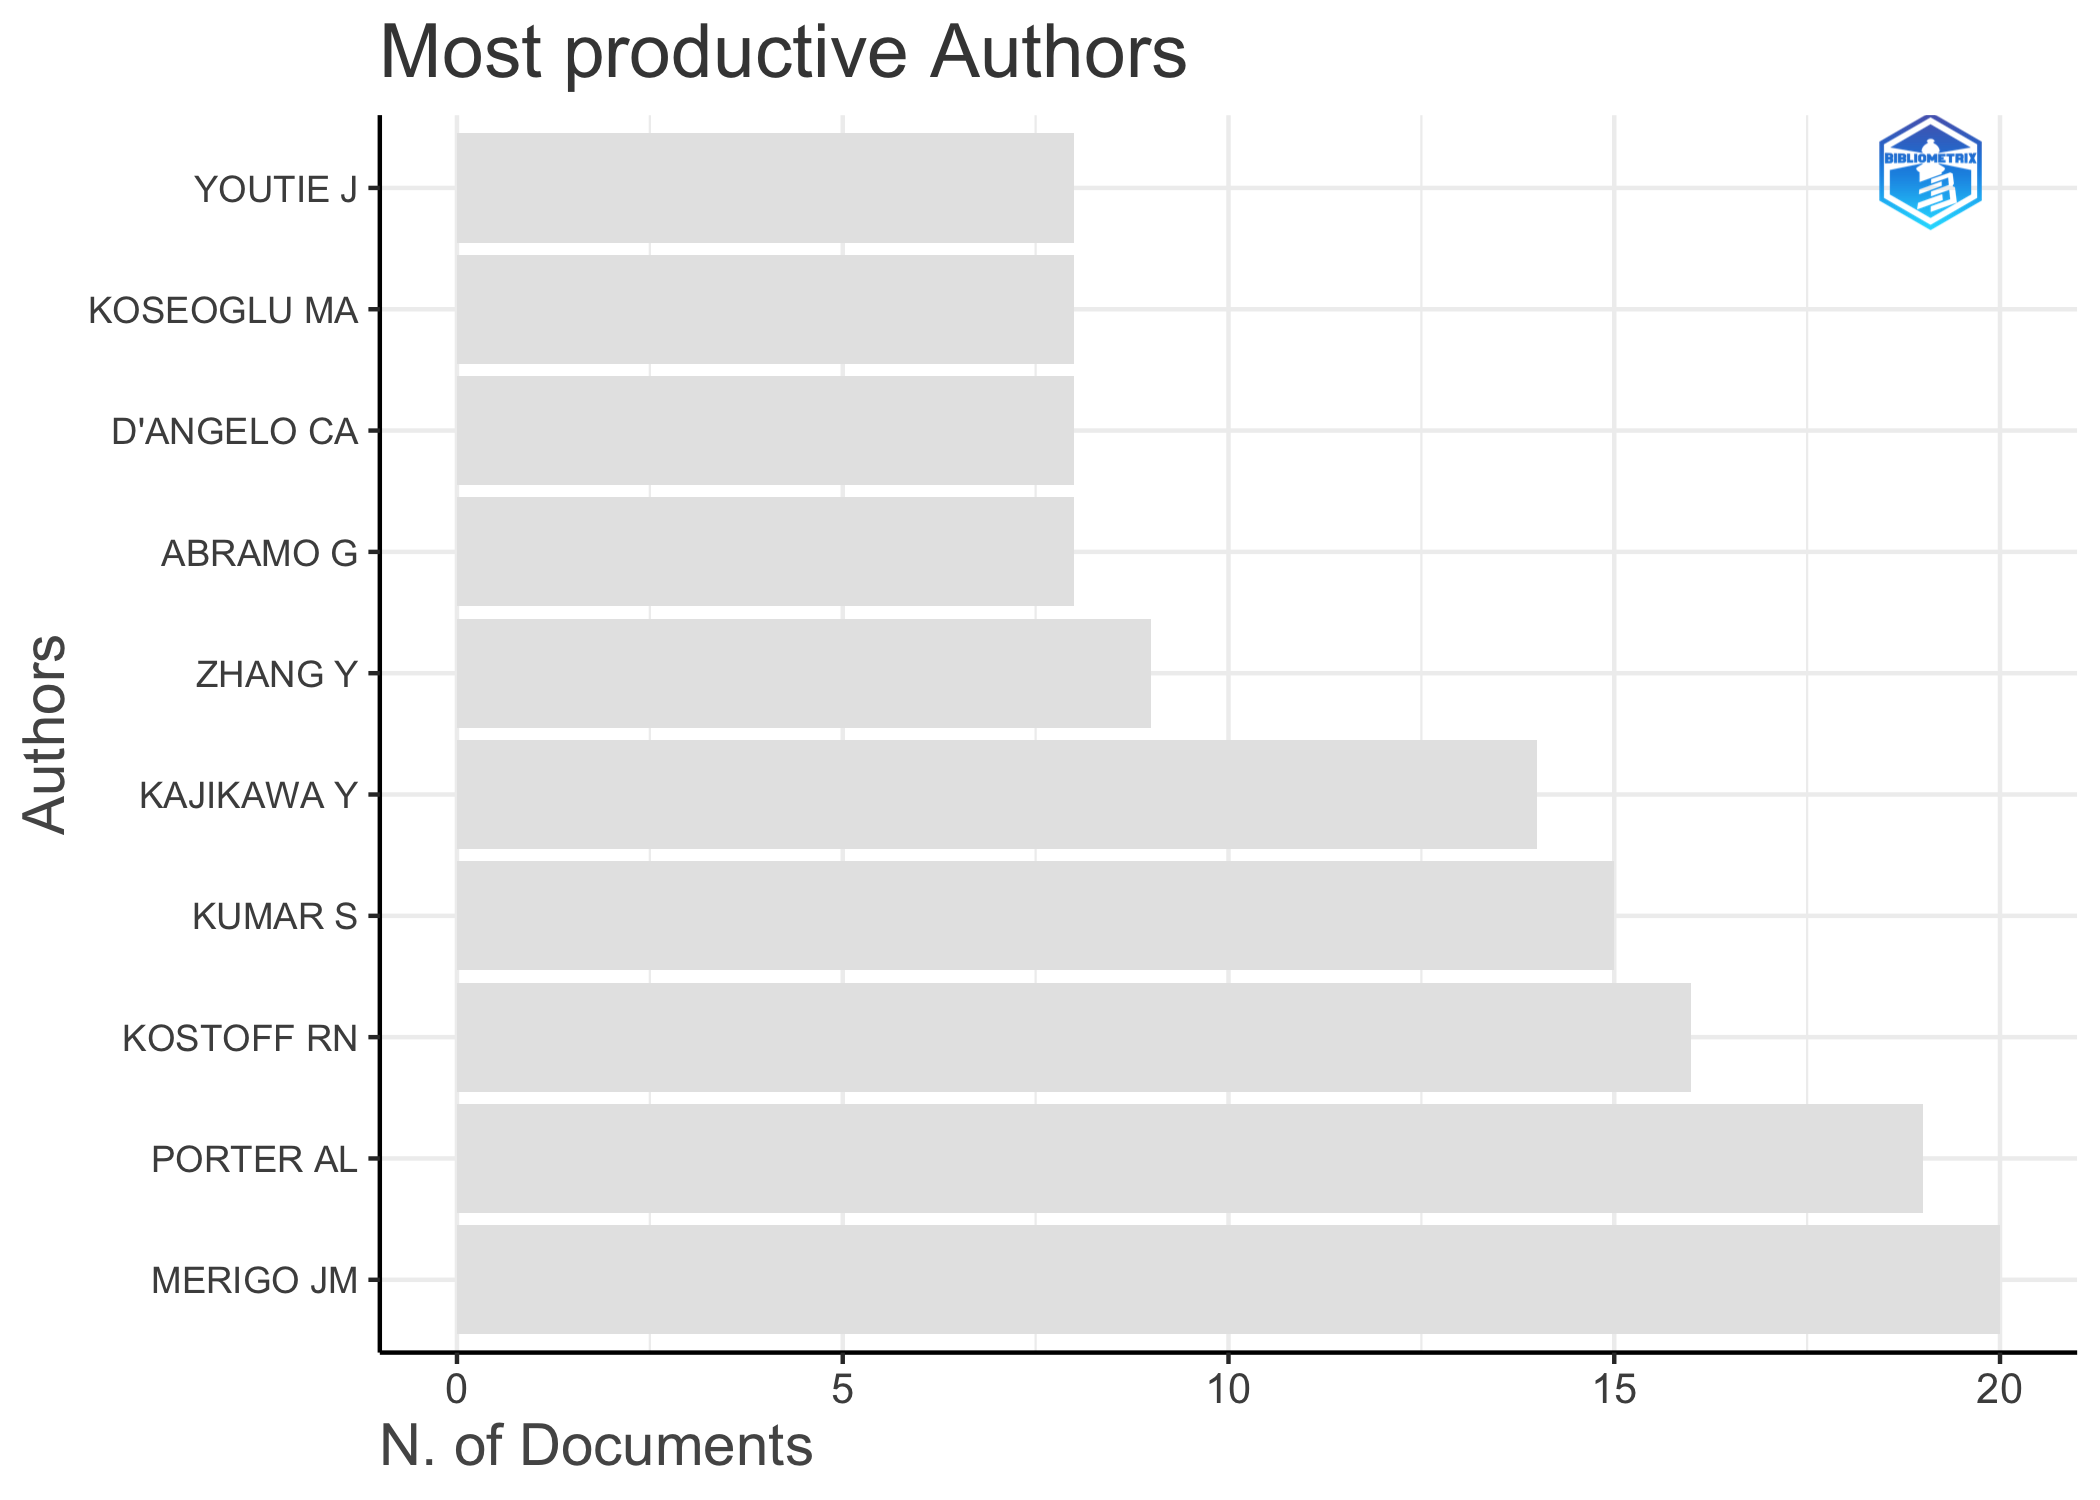 Most productive Authors
BIBLIOMETRIX
YOUTIE J
KOSEOGLU MA
D'ANGELO CA
ABRAMO G
ZHANG Y
KAJIKAWA Y
KUMAR S
KOSTOFF RN
PORTER AL
MERIGO JM
Authors
0 5 10 15 20
N. of Documents